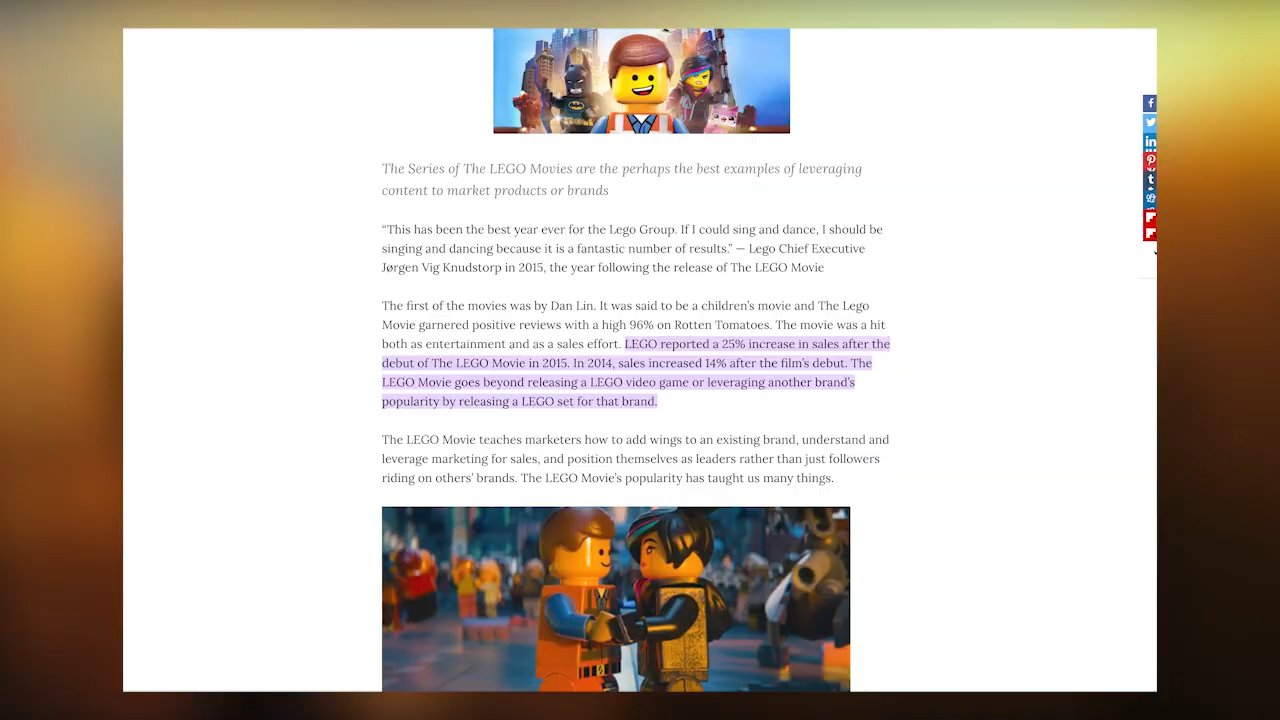 The Series of The LEGO Movies are the perhaps the best examples of leveraging
content to market products or brands
“This has been the best year ever for the Lego Group. If I could sing and dance, I should be
singing and dancing because it is a fantastic number of results.” — Lego Chief Executive
Jørgen Vig Knudstorp in 2015, the year following the release of The LEGO Movie
The first of the movies was by Dan Lin. It was said to be a children’s movie and The Lego
Movie garnered positive reviews with a high 96% on Rotten Tomatoes. The movie was a hit
both as entertainment and as a sales effort. LEGO reported a 25% increase in sales after the
debut of The LEGO Movie in 2015. In 2014, sales increased 14% after the film’s debut. The
LEGO Movie goes beyond releasing a LEGO video game or leveraging another brand’s
popularity by releasing a LEGO set for that brand.
The LEGO Movie teaches marketers how to add wings to an existing brand, understand and
leverage marketing for sales, and position themselves as leaders rather than just followers
riding on others’ brands. The LEGO Movie’s popularity has taught us many things.